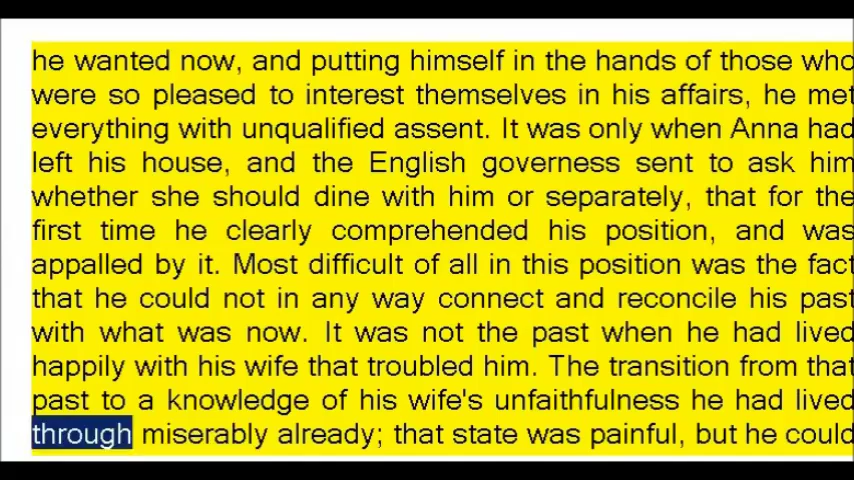 he wanted now, and putting himself in the hands of those who
were so pleased to interest themselves in his affairs, he met
everything with unqualified assent. It was only when Anna had
left his house, and the English governess sent to ask him
whether she should dine with him or separately, that for the
first time he clearly comprehended his position, and was
appalled by it. Most difficult of all in this position was the fact
that he could not in any way connect and reconcile his past
with what was now. It was not the past when he had lived
happily with his wife that troubled him. The transition from that
past to a knowledge of his wife's unfaithfulness he had lived
through miserably already; that state was painful, but he could